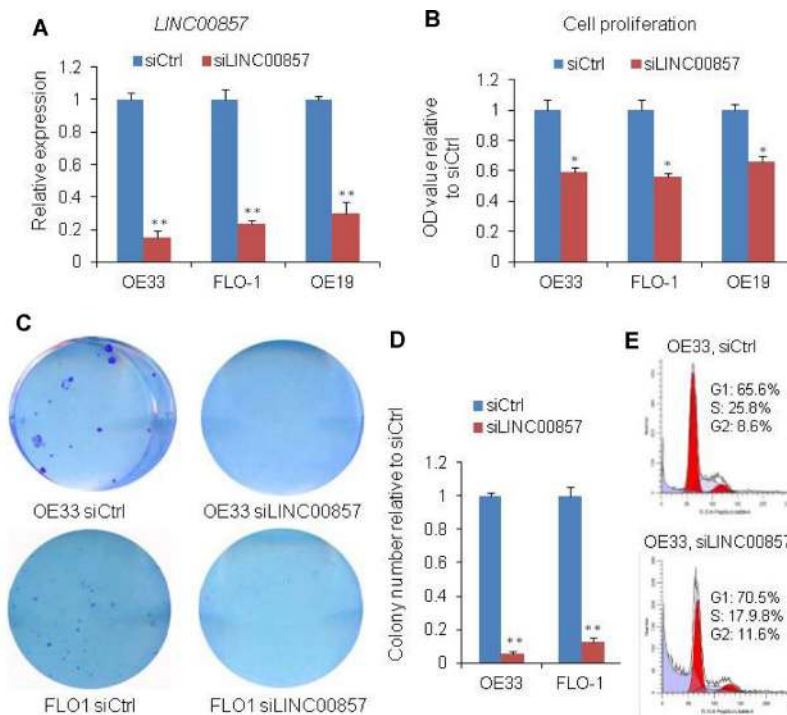 A
LINC00857
siCtrl siLINC00857
Relative expression
1.2
1
0.8
0.6
0.4
0.2
0
**
**
**
OE33 FLO-1 OE19
B
Cell proliferation
siCtrl siLINC00857
OD value relative
to siCtrl
1.2
1
0.8
0.6
0.4
0.2
0
*
*
*
OE33 FLO-1 OE19
C
OE33 siCtrl OE33 siLINC00857
FLO1 siCtrl FLO1 siLINC00857
D
siCtrl
siLINC00857
Colony number relative to siCtrl
1.2
1
0.8
0.6
0.4
0.2
0
**
**
OE33 FLO-1
E
OE33, siCtrl
G1: 65.6%
S: 25.8%
G2: 8.6%
OE33, siLINC00857
G1: 70.5%
S: 17.9.8%
G2: 11.6%